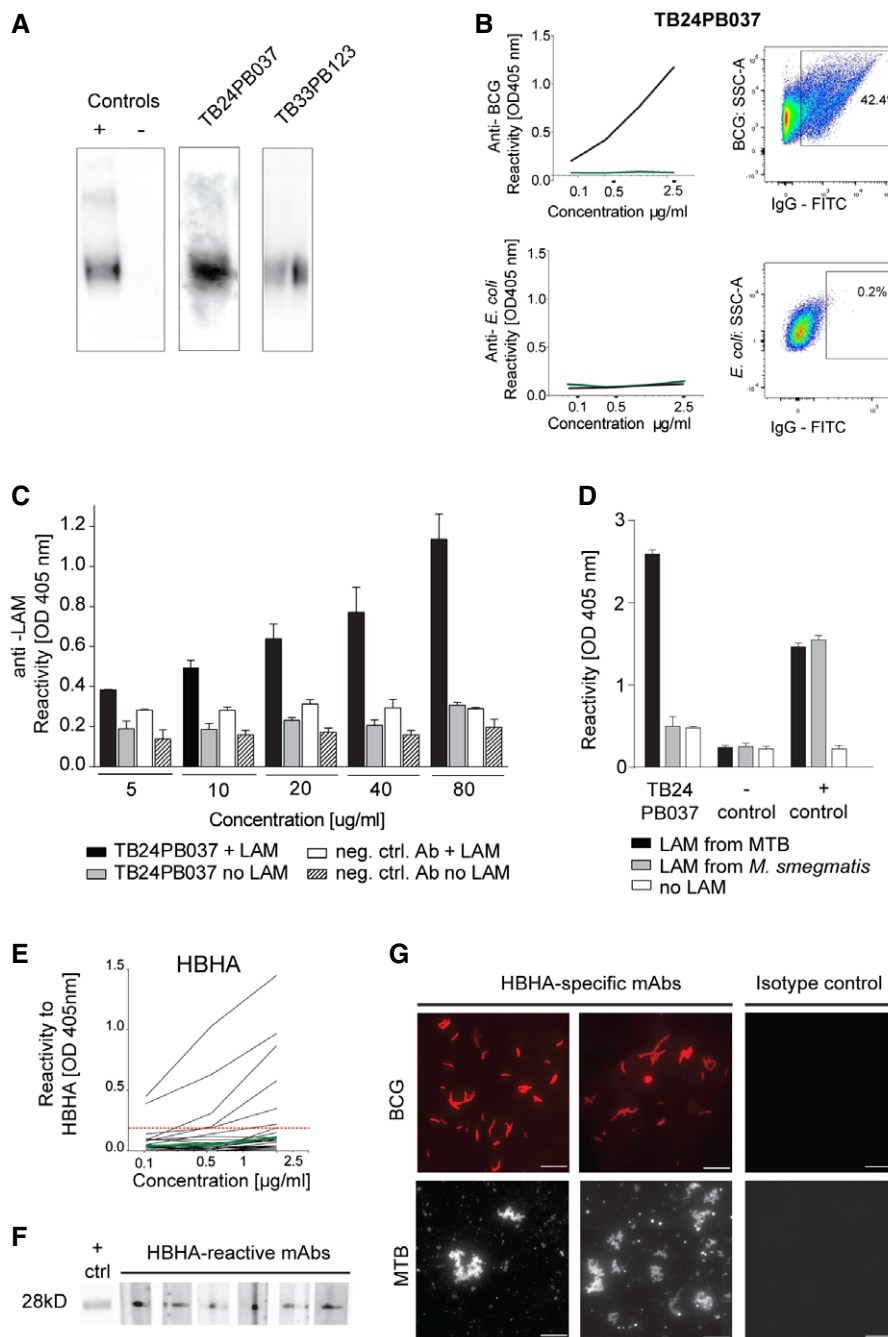 A
Controls
+ -
TB24PB037
TB33PB123
B
TB24PB037
Anti- BCG
Reactivity [OD405 nm]
1.5
1.0
0.5
0.0
0.1 0.5 2.5
Concentration µg/ml
BCG: SSC-A
42.4%
IgG - FITC
Anti- E. coli
Reactivity [OD405 nm]
1.5
1.0
0.5
0.0
0.1 0.5 2.5
Concentration µg/ml
E. coli: SSC-A
0.2%
IgG - FITC
C
anti -LAM
Reactivity [OD 405 nm]
1.2
1.0
0.8
0.6
0.4
0.2
0.0
5 10 20 40 80
Concentration [ug/ml]
TB24PB037 + LAM
neg. ctrl. Ab + LAM
TB24PB037 no LAM
neg. ctrl. Ab no LAM
D
Reactivity [OD 405 nm]
3
2
1
0
TB24
PB037
-
control
+
control
LAM from MTB
LAM from M. smegmatis
no LAM
E
HBHA
Reactivity to
HBHA [OD 405nm]
1.5
1.0
0.5
0.0
0.1 0.5 1 2.5
Concentration [µg/ml]
F
+
ctrl
HBHA-reactive mAbs
28kD
G
HBHA-specific mAbs
Isotype control
BCG
MTB